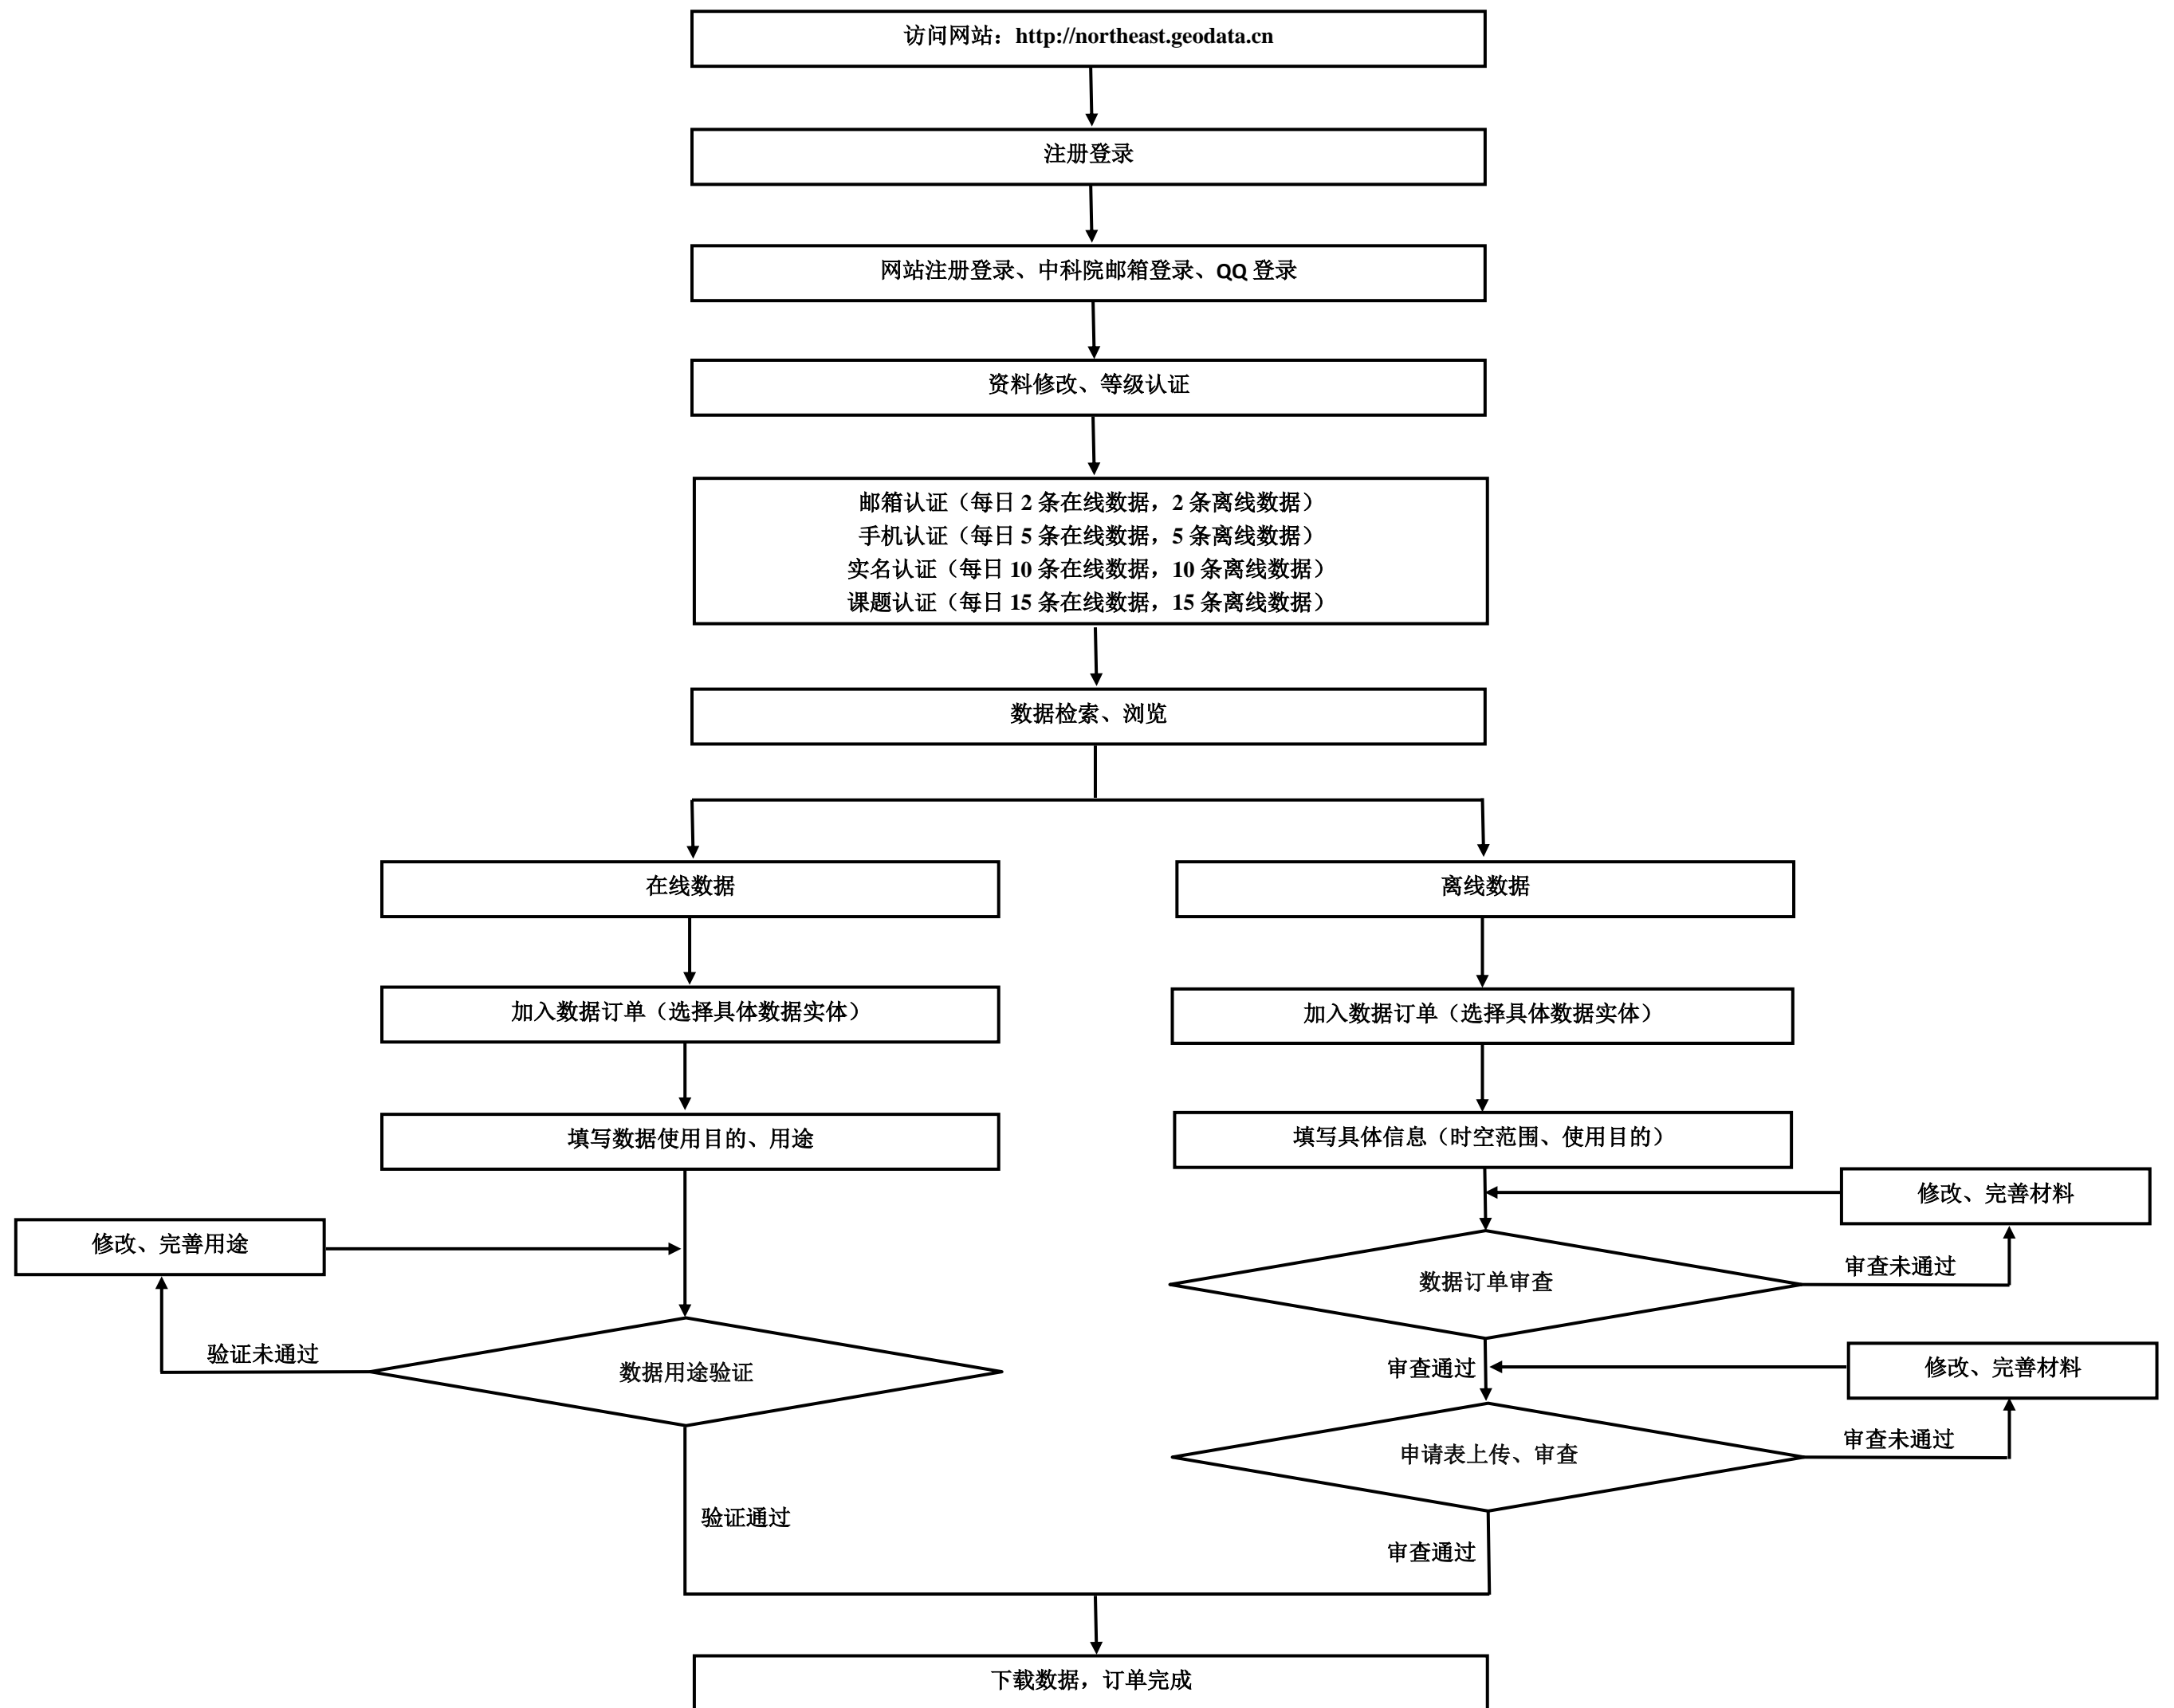 访问网站：http://northeast.geodata.cn
注册登录
网站注册登录、中科院邮箱登录、QQ 登录
资料修改、等级认证
邮箱认证（每日 2 条在线数据，2 条离线数据）
手机认证（每日 5 条在线数据，5 条离线数据）
实名认证（每日 10 条在线数据，10 条离线数据）
课题认证（每日 15 条在线数据，15 条离线数据）
数据检索、浏览
在线数据
离线数据
加入数据订单（选择具体数据实体）
加入数据订单（选择具体数据实体）
填写数据使用目的、用途
填写具体信息（时空范围、使用目的）
修改、完善材料
修改、完善用途
审查未通过
数据订单审查
验证未通过
数据用途验证
审查通过
修改、完善材料
审查未通过
申请表上传、审查
验证通过
审查通过
下载数据，订单完成